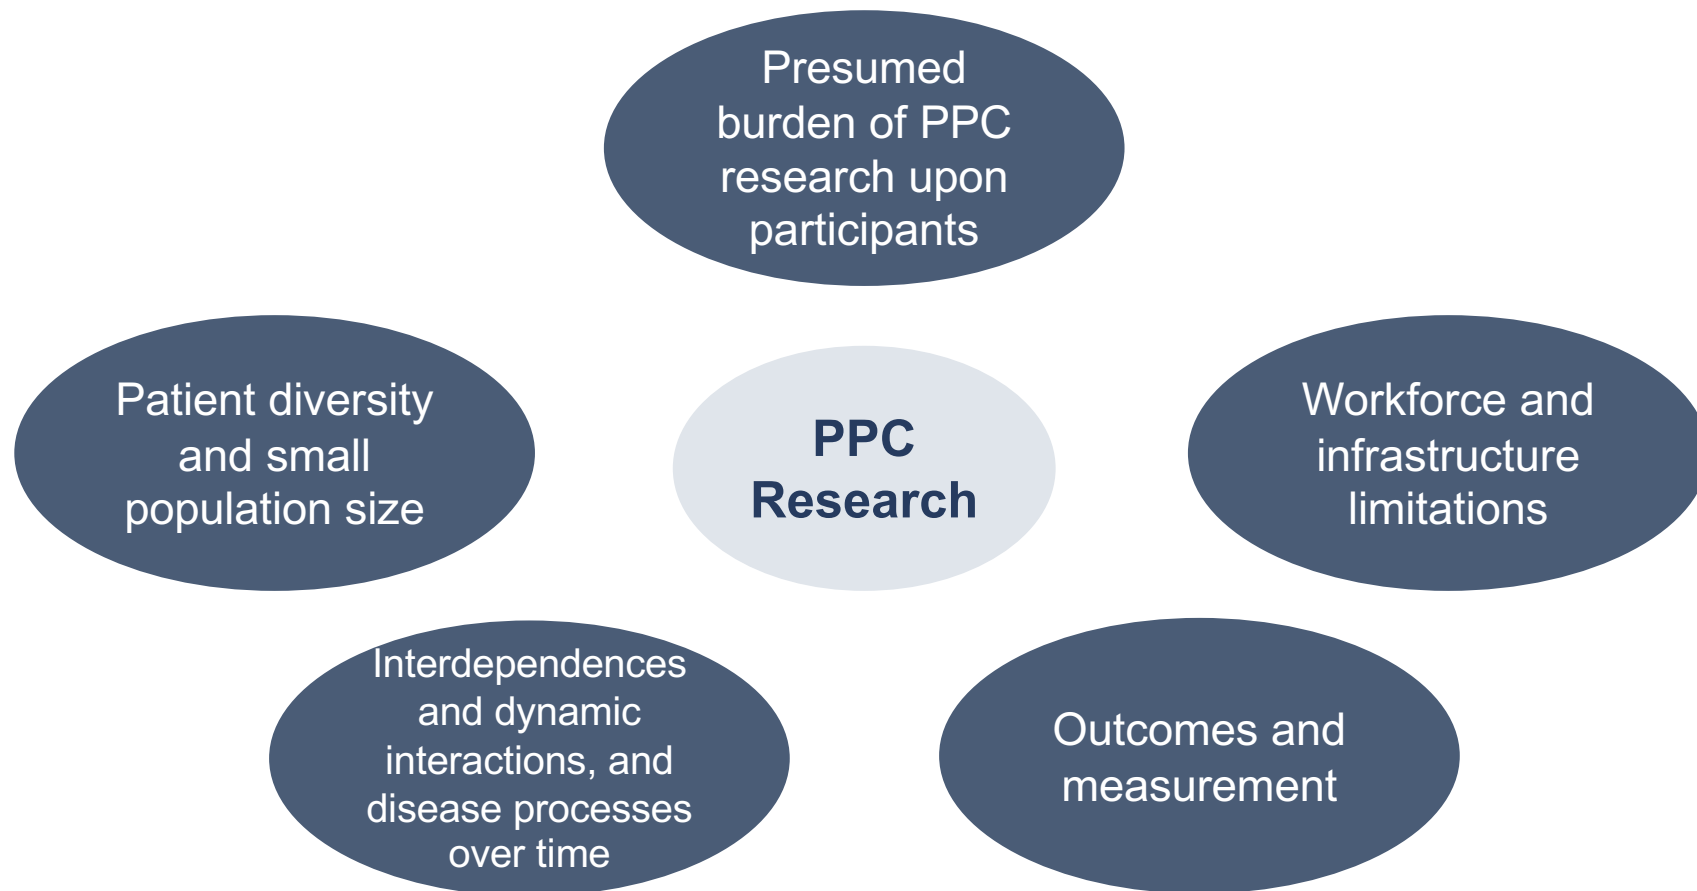 Presumed
burden of PPC
research upon
participants
Patient diversity
and small
population size
PPC
Research
Workforce and
infrastructure
limitations
Interdependences
and dynamic
interactions, and
disease processes
over time
Outcomes and
measurement